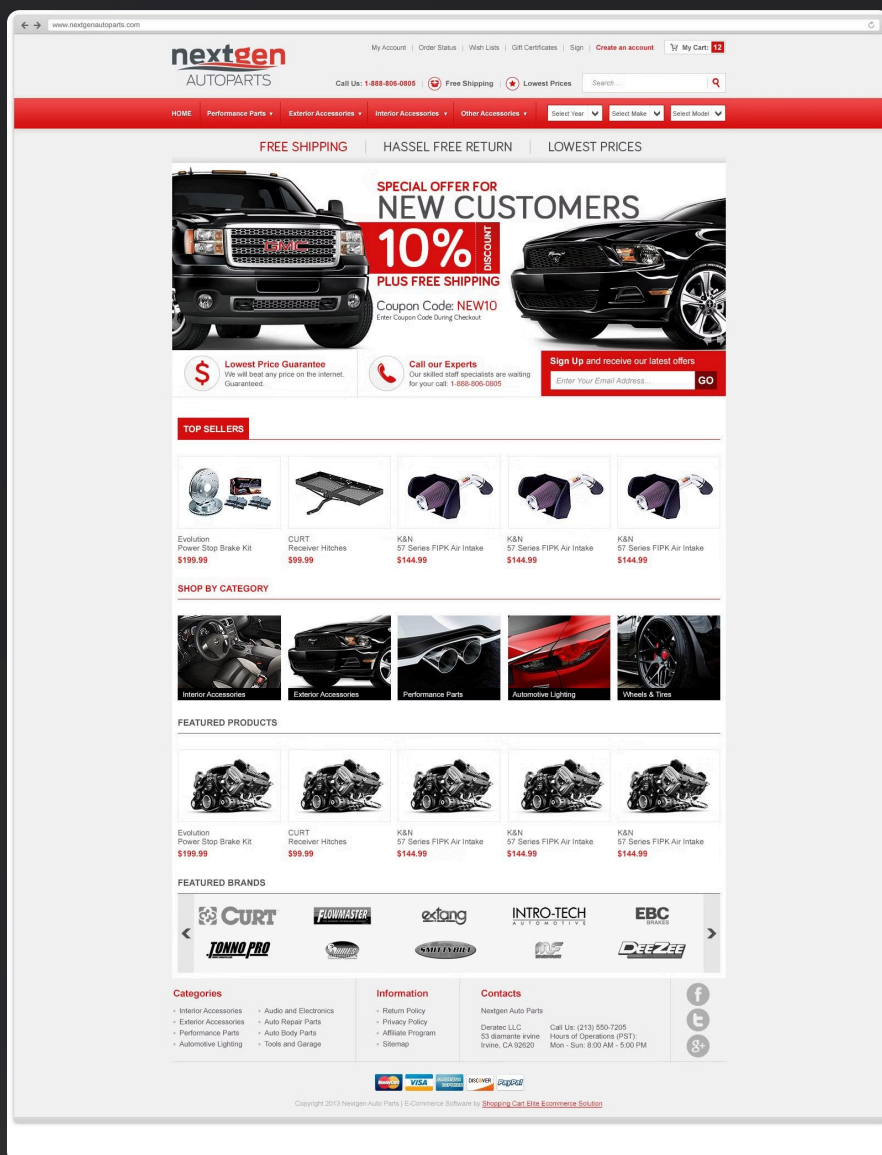 www.nextgenautoparts.com
nextgen
AUTOPARTS
My Account | Order Status | Wish Lists | Gift Certificates | Sign | Create an account
My Cart: 12
Call Us: 1-888-806-0805
Free Shipping
Lowest Prices
Search...
HOME
Performance Parts
Exterior Accessories
Interior Accessories
Other Accessories
Select Year
Select Make
Select Model
FREE SHIPPING | HASSEL FREE RETURN | LOWEST PRICES
SPECIAL OFFER FOR
NEW CUSTOMERS
10%
DISCOUNT
PLUS FREE SHIPPING
Coupon Code: NEW10
Enter Coupon Code During Checkout
GMC
Lowest Price Guarantee
We will beat any price on the internet.
Guaranteed.
Call our Experts
Our skilled staff specialists are waiting
for your call: 1-888-806-0805
Sign Up and receive our latest offers
Enter Your Email Address...
GO
TOP SELLERS
Evolution
Power Stop Brake Kit
$199.99
CURT
Receiver Hitches
$99.99
K&N
57 Series FIPK Air Intake
$144.99
K&N
57 Series FIPK Air Intake
$144.99
K&N
57 Series FIPK Air Intake
$144.99
SHOP BY CATEGORY
Interior Accessories
Exterior Accessories
Performance Parts
Automotive Lighting
Wheels & Tires
FEATURED PRODUCTS
Evolution
Power Stop Brake Kit
$199.99
CURT
Receiver Hitches
$99.99
K&N
57 Series FIPK Air Intake
$144.99
K&N
57 Series FIPK Air Intake
$144.99
K&N
57 Series FIPK Air Intake
$144.99
FEATURED BRANDS
CURT
FLOWMASTER
extang
INTRO-TECH
AUTOMOTIVE
EBC
BRAKES
TONNO PRO
SMITTYBILT
DEEZEE
Categories
Interior Accessories
Exterior Accessories
Performance Parts
Automotive Lighting
Audio and Electronics
Auto Repair Parts
Auto Body Parts
Tools and Garage
Information
Return Policy
Privacy Policy
Affiliate Program
Sitemap
Contacts
Nextgen Auto Parts
Deratec LLC
53 diamante irvine
Irvine, CA 92620
Call Us: (213) 550-7205
Hours of Operations (PST):
Mon - Sun: 8:00 AM - 5:00 PM
MasterCard
VISA
AMERICAN EXPRESS
DISCOVER
PayPal
Copyright 2013 Nextgen Auto Parts | E-Commerce Software by Shopping Cart Elite Ecommerce Solution